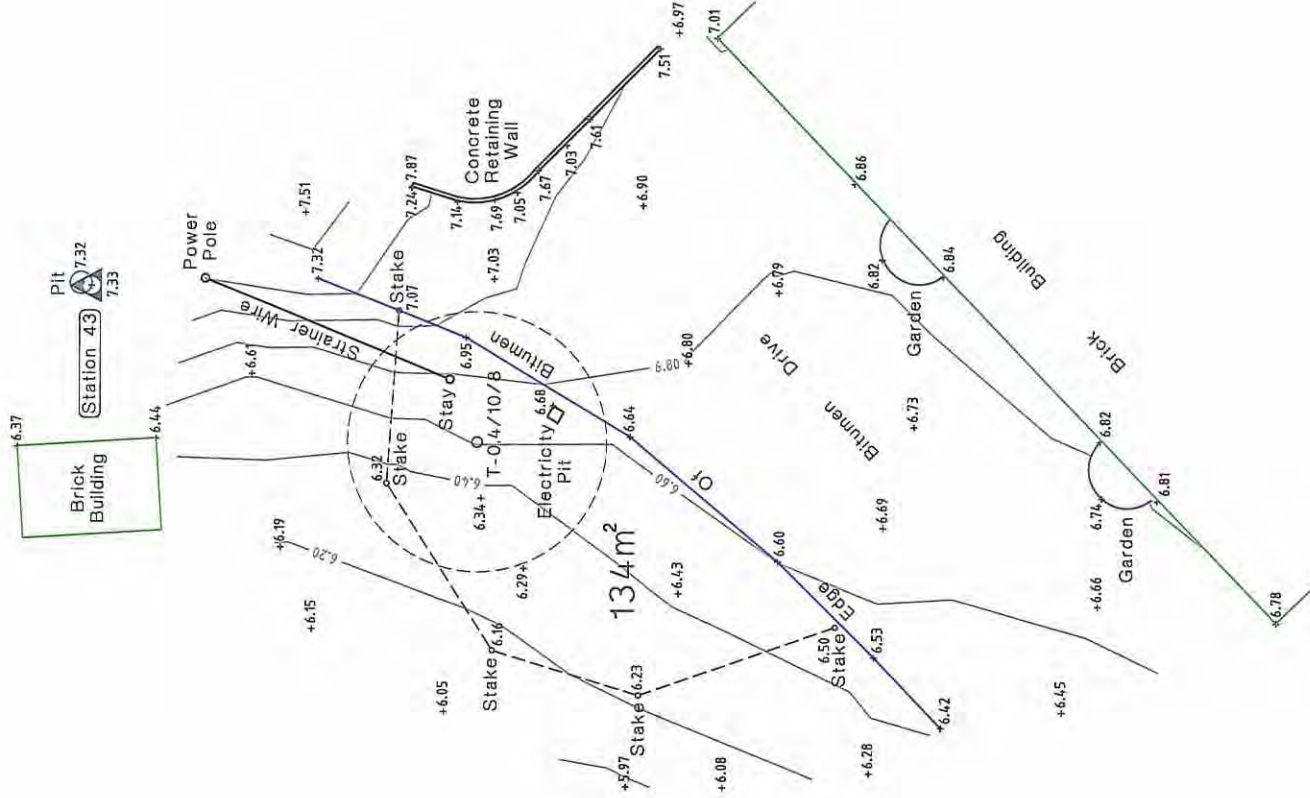 6.37
Brick
Building
6.44
Station 43
Pit
7.32
7.33
Power
Pole
Strainer Wire
+7.51
7.32
+6.6
+6.19
6.20
+6.15
Stake
7.07
7.24
7.87
7.14
7.69
7.05
7.67
7.03
7.61
7.51
Concrete
Retaining
Wall
+6.97
7.01
+7.03
+6.90
6.95
Bitumen
Stay
T-0.4/10/8
6.68
Electricity
Pit
6.32
Stake
6.40
6.34+
6.29+
134m²
6.64
Of
6.60
6.80
+6.80
+6.79
6.86
Drive
Bitumen
6.82
Garden
6.84
Building
Brick
+6.73
+6.69
+6.43
6.16
Stake
+6.05
6.23
Stake
+5.97
+6.08
6.60
Edge
6.50
Stake
6.53
6.42
+6.28
+6.45
+6.66
6.82
6.74
Garden
6.81
6.78